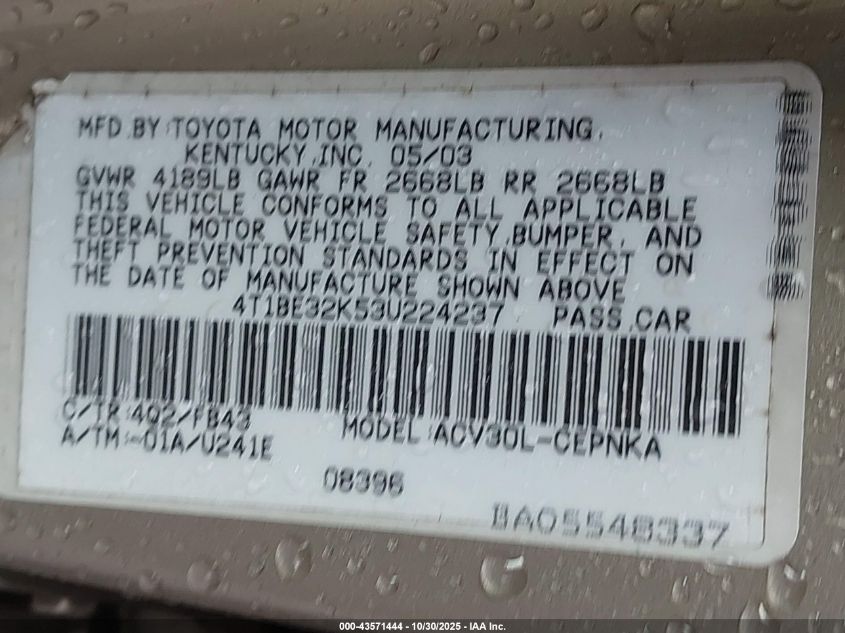 MFD.BY:TOYOTA MOTOR MANUFACTURING,
KENTUCKY,INC. 05/03
GVWR 4189LB GAWR FR 2668LB RR 2668LB
THIS VEHICLE CONFORMS TO ALL APPLICABLE
FEDERAL MOTOR VEHICLE SAFETY,BUMPER, AND
THEFT PREVENTION STANDARDS IN EFFECT ON
THE DATE OF MANUFACTURE SHOWN ABOVE
4T1BE32K53U224237 PASS.CAR
C/TR:4Q2/FB43
A/TM:-01A/U241E MODEL:ACV30L-CEPNKA
08396
BA05548337
000-43571444 - 10/30/2025 - IAA Inc.